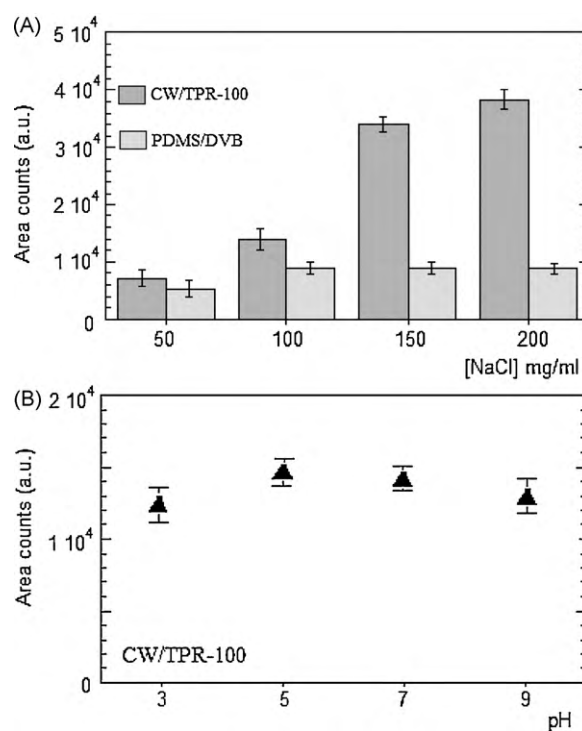 (A)
5 10⁴
4 10⁴
3 10⁴
2 10⁴
1 10⁴
0
Area counts (a.u.)
CW/TPR-100
PDMS/DVB
50 100 150 200
[NaCl] mg/ml
(B)
2 10⁴
1 10⁴
0
Area counts (a.u.)
CW/TPR-100
3 5 7 9
pH